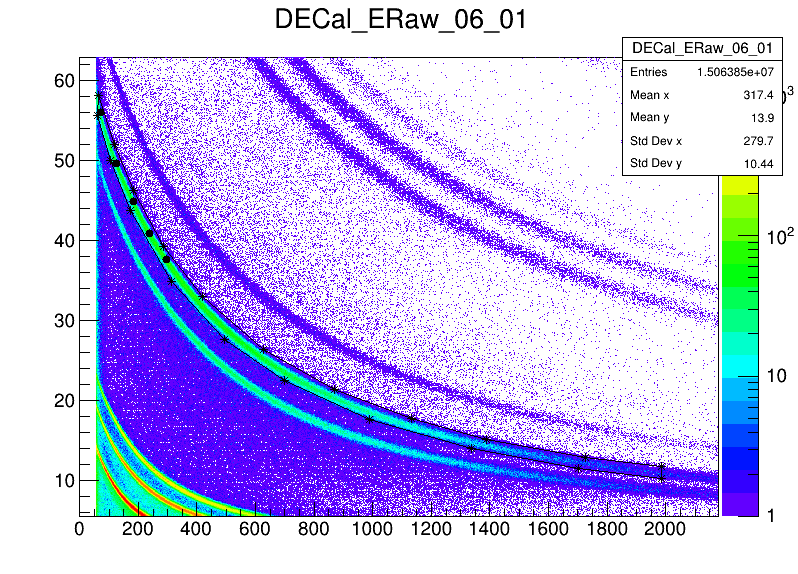 DECal_ERaw_06_01
DECal_ERaw_06_01
Entries 1.506385e+07
Mean x 317.4
Mean y 13.9
Std Dev x 279.7
Std Dev y 10.44
60
50
40
30
20
10
0 200 400 600 800 1000 1200 1400 1600 1800 2000
3
10²
10
1